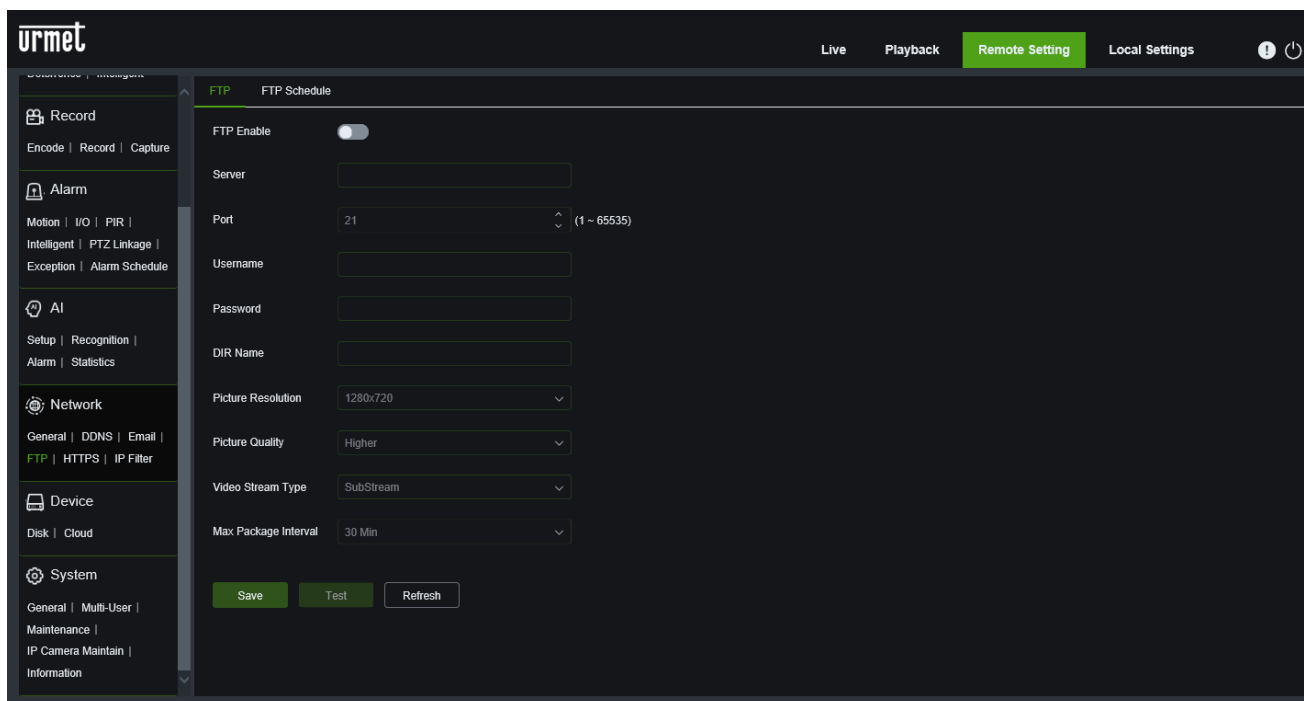 urmet
Live Playback Remote Setting Local Settings
Deterrence | Intelligent
Record
Encode | Record | Capture
Alarm
Motion | I/O | PIR |
Intelligent | PTZ Linkage |
Exception | Alarm Schedule
AI
Setup | Recognition |
Alarm | Statistics
Network
General | DDNS | Email |
FTP | HTTPS | IP Filter
Device
Disk | Cloud
System
General | Multi-User |
Maintenance |
IP Camera Maintain |
Information
FTP FTP Schedule
FTP Enable
Server
Port 21 (1 ~ 65535)
Username
Password
DIR Name
Picture Resolution 1280x720
Picture Quality Higher
Video Stream Type SubStream
Max Package Interval 30 Min
Save Test Refresh